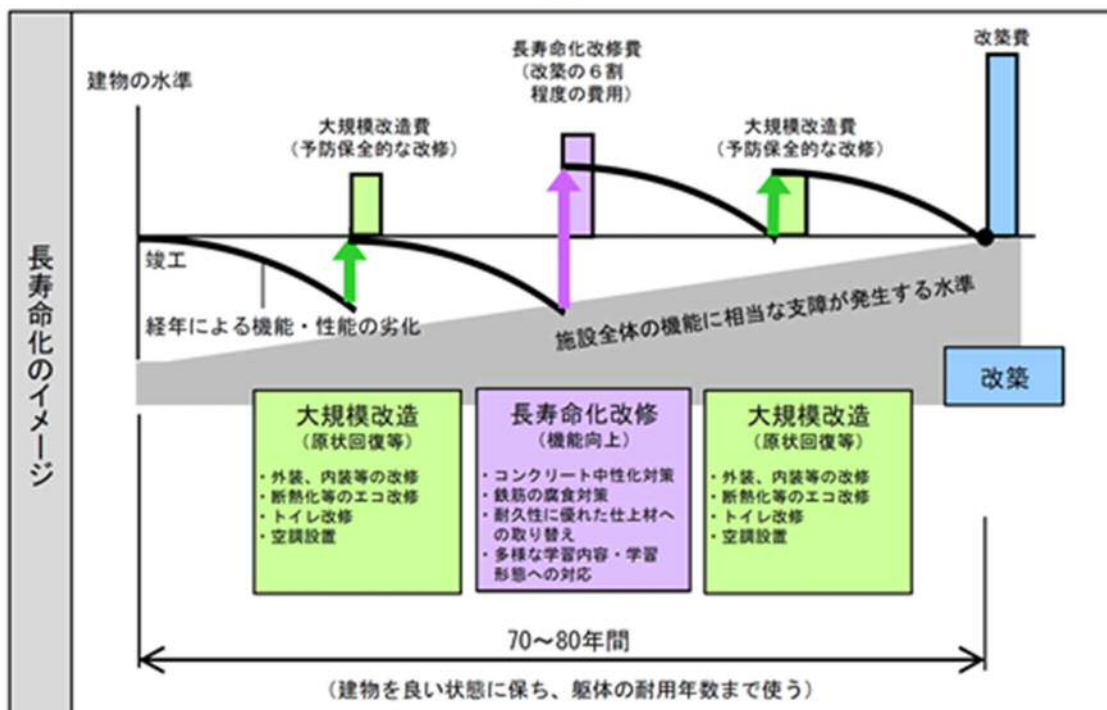 長寿命化のイメージ
建物の水準
大規模改造費
（予防保全的な改修）
長寿命化改修費
（改築の６割
程度の費用）
大規模改造費
（予防保全的な改修）
改築費
竣工
経年による機能・性能の劣化
施設全体の機能に相当な支障が発生する水準
大規模改造
（原状回復等）
・外装、内装等の改修
・断熱化等のエコ改修
・トイレ改修
・空調設置
長寿命化改修
（機能向上）
・コンクリート中性化対策
・鉄筋の腐食対策
・耐久性に優れた仕上材へ
の取り替え
・多様な学習内容・学習
形態への対応
大規模改造
（原状回復等）
・外装、内装等の改修
・断熱化等のエコ改修
・トイレ改修
・空調設置
改築
70～80年間
（建物を良い状態に保ち、躯体の耐用年数まで使う）